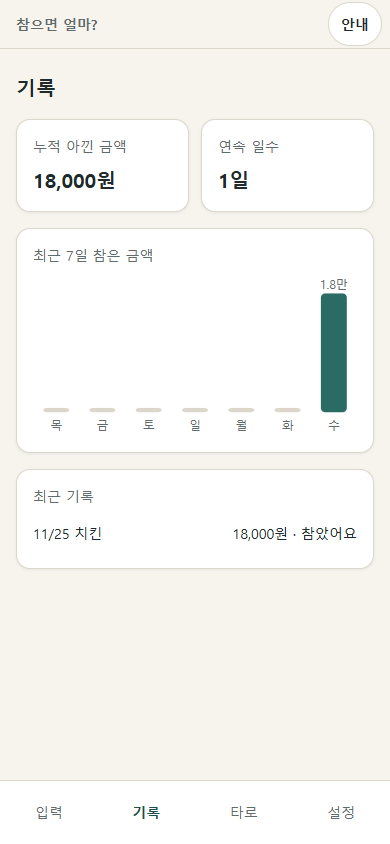 참으면 얼마?
안내
기록
누적 아낀 금액
18,000원
연속 일수
1일
최근 7일 참은 금액
1.8만
목 금 토 일 월 화 수
최근 기록
11/25 치킨 18,000원 · 참았어요
입력 기록 타로 설정